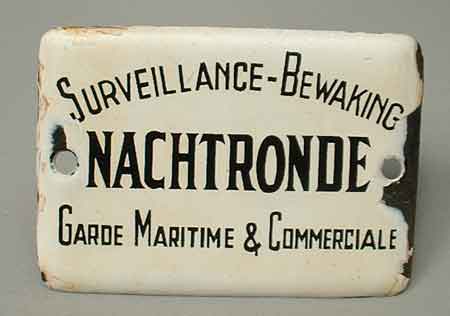 SURVEILLANCE-BEWAKING
NACHTRONDE
GARDE MARITIME & COMMERCIALE